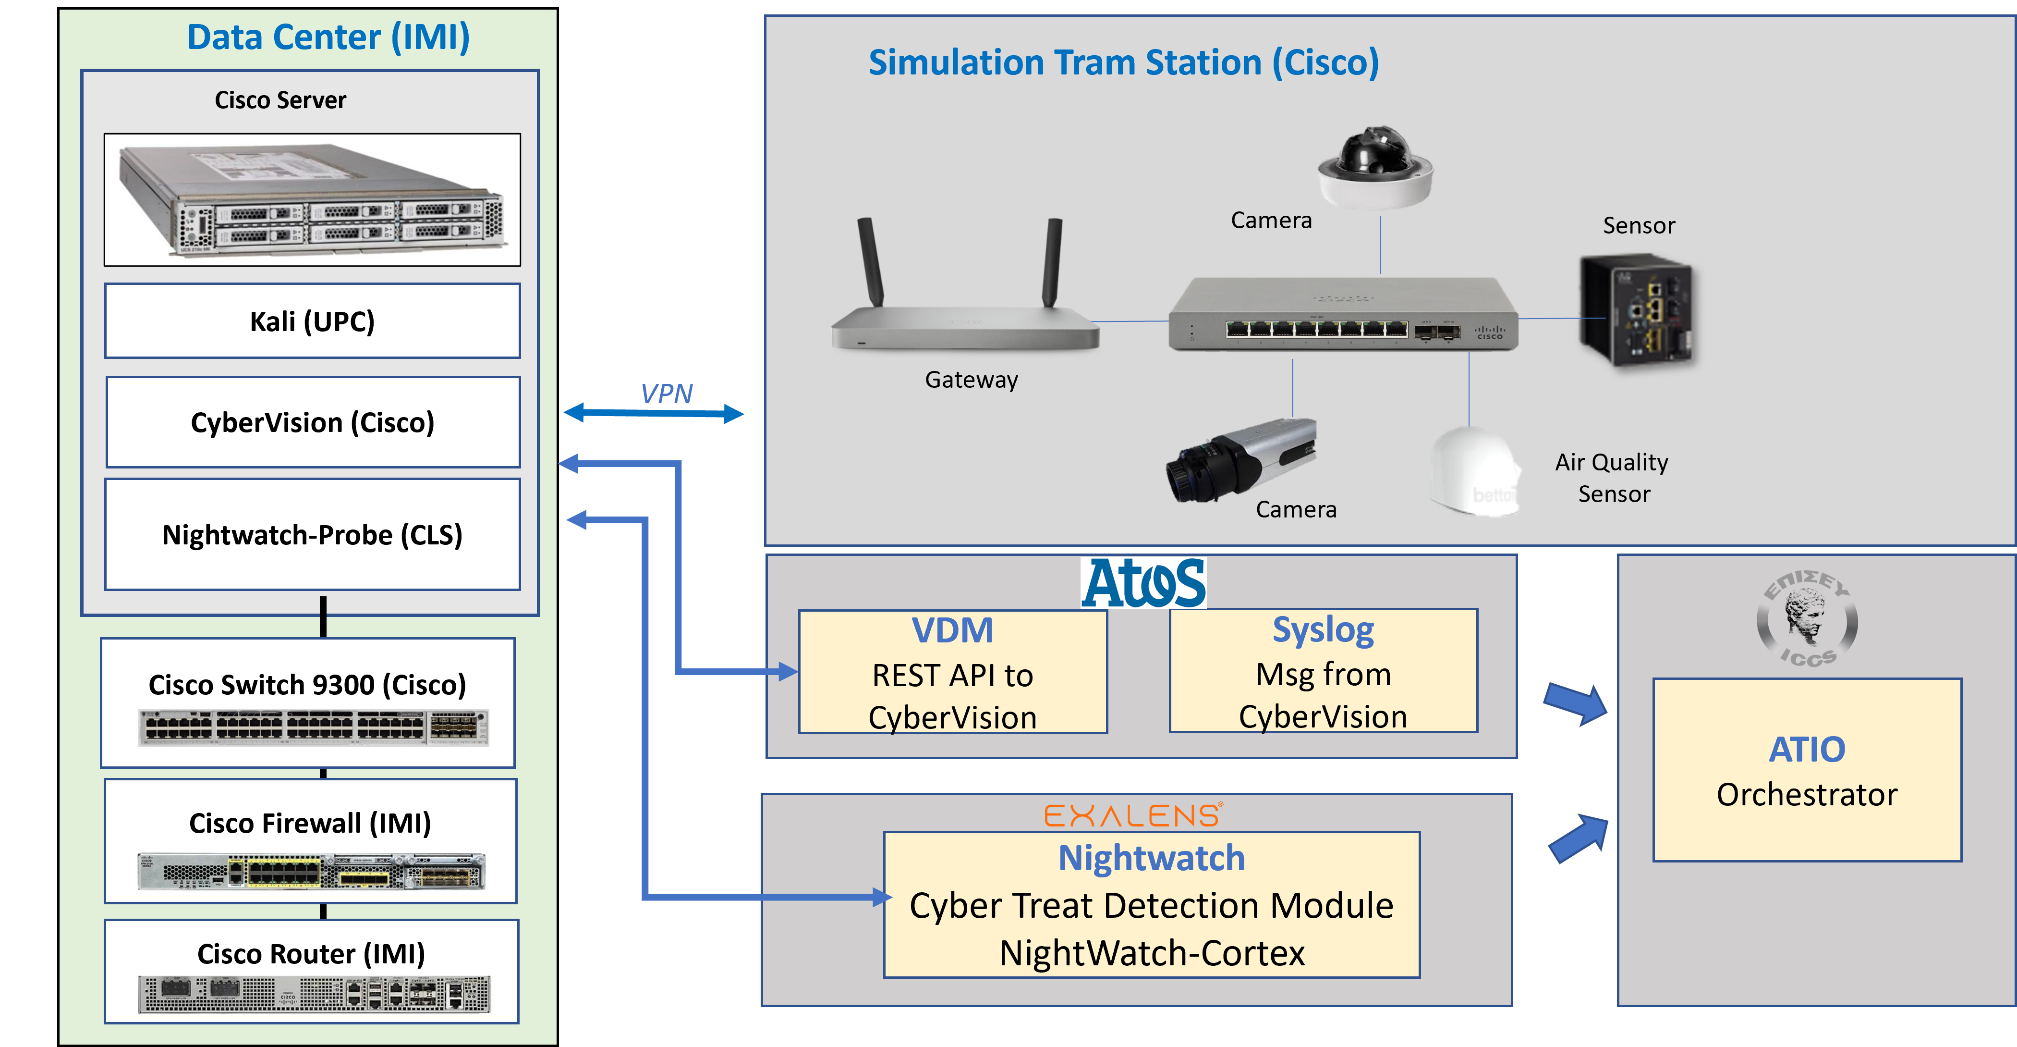 Data Center (IMI)
Cisco Server
Kali (UPC)
CyberVision (Cisco)
Nightwatch-Probe (CLS)
Cisco Switch 9300 (Cisco)
Cisco Firewall (IMI)
Cisco Router (IMI)
VPN
Simulation Tram Station (Cisco)
Camera
Sensor
Gateway
CISCO
Camera
Air Quality
Sensor
Atos
VDM
REST API to
CyberVision
Syslog
Msg from
CyberVision
EXALENS
Nightwatch
Cyber Treat Detection Module
NightWatch-Cortex
ΕΠΙΣΕΥ
ICCS
ATIO
Orchestrator